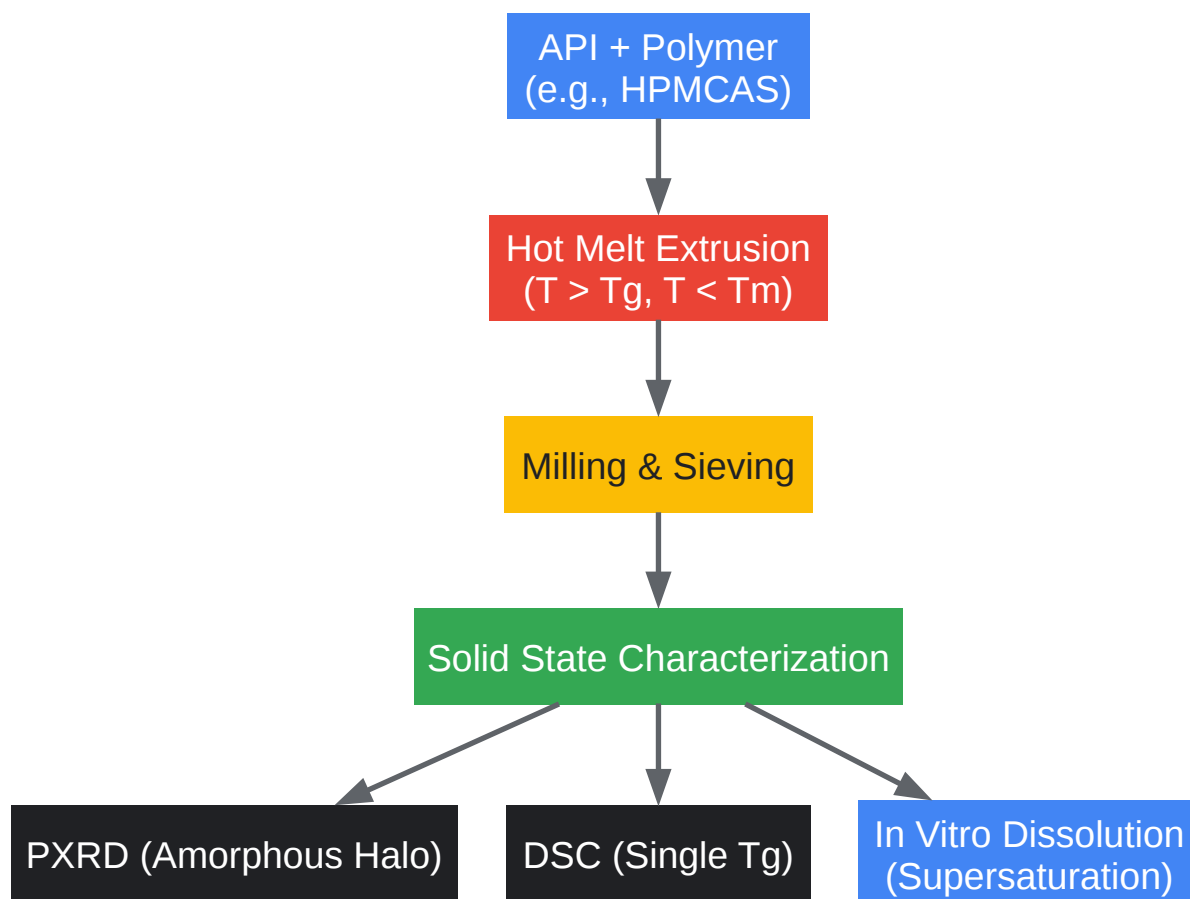 API + Polymer
(e.g., HPMCAS)
Hot Melt Extrusion
(T > Tg, T < Tm)
Milling & Sieving
Solid State Characterization
PXRD (Amorphous Halo)
DSC (Single Tg)
In Vitro Dissolution
(Supersaturation)